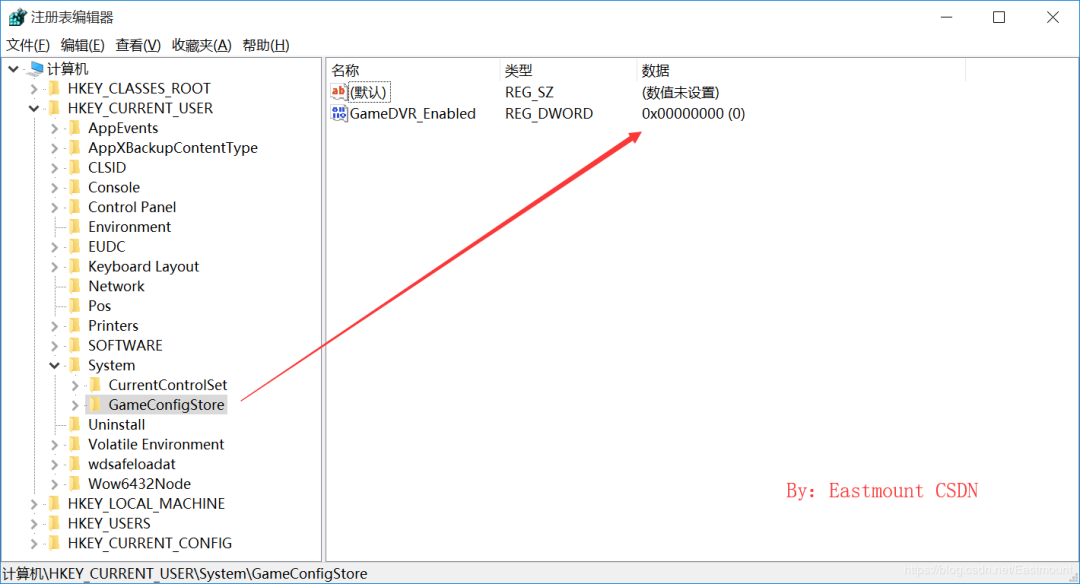 注册表编辑器
文件(F) 编辑(E) 查看(V) 收藏夹(A) 帮助(H)
计算机
HKEY_CLASSES_ROOT
HKEY_CURRENT_USER
AppEvents
AppXBackupContentType
CLSID
Console
Control Panel
Environment
EUDC
Keyboard Layout
Network
Pos
Printers
SOFTWARE
System
CurrentControlSet
GameConfigStore
Uninstall
Volatile Environment
wdsafeloadat
Wow6432Node
HKEY_LOCAL_MACHINE
HKEY_USERS
HKEY_CURRENT_CONFIG
名称 类型 数据
ab (默认) REG_SZ (数值未设置)
GameDVR_Enabled REG_DWORD 0x00000000 (0)
By: Eastmount CSDN
计算机\HKEY_CURRENT_USER\System\GameConfigStore
https://blog.csdn.net/Eastmount